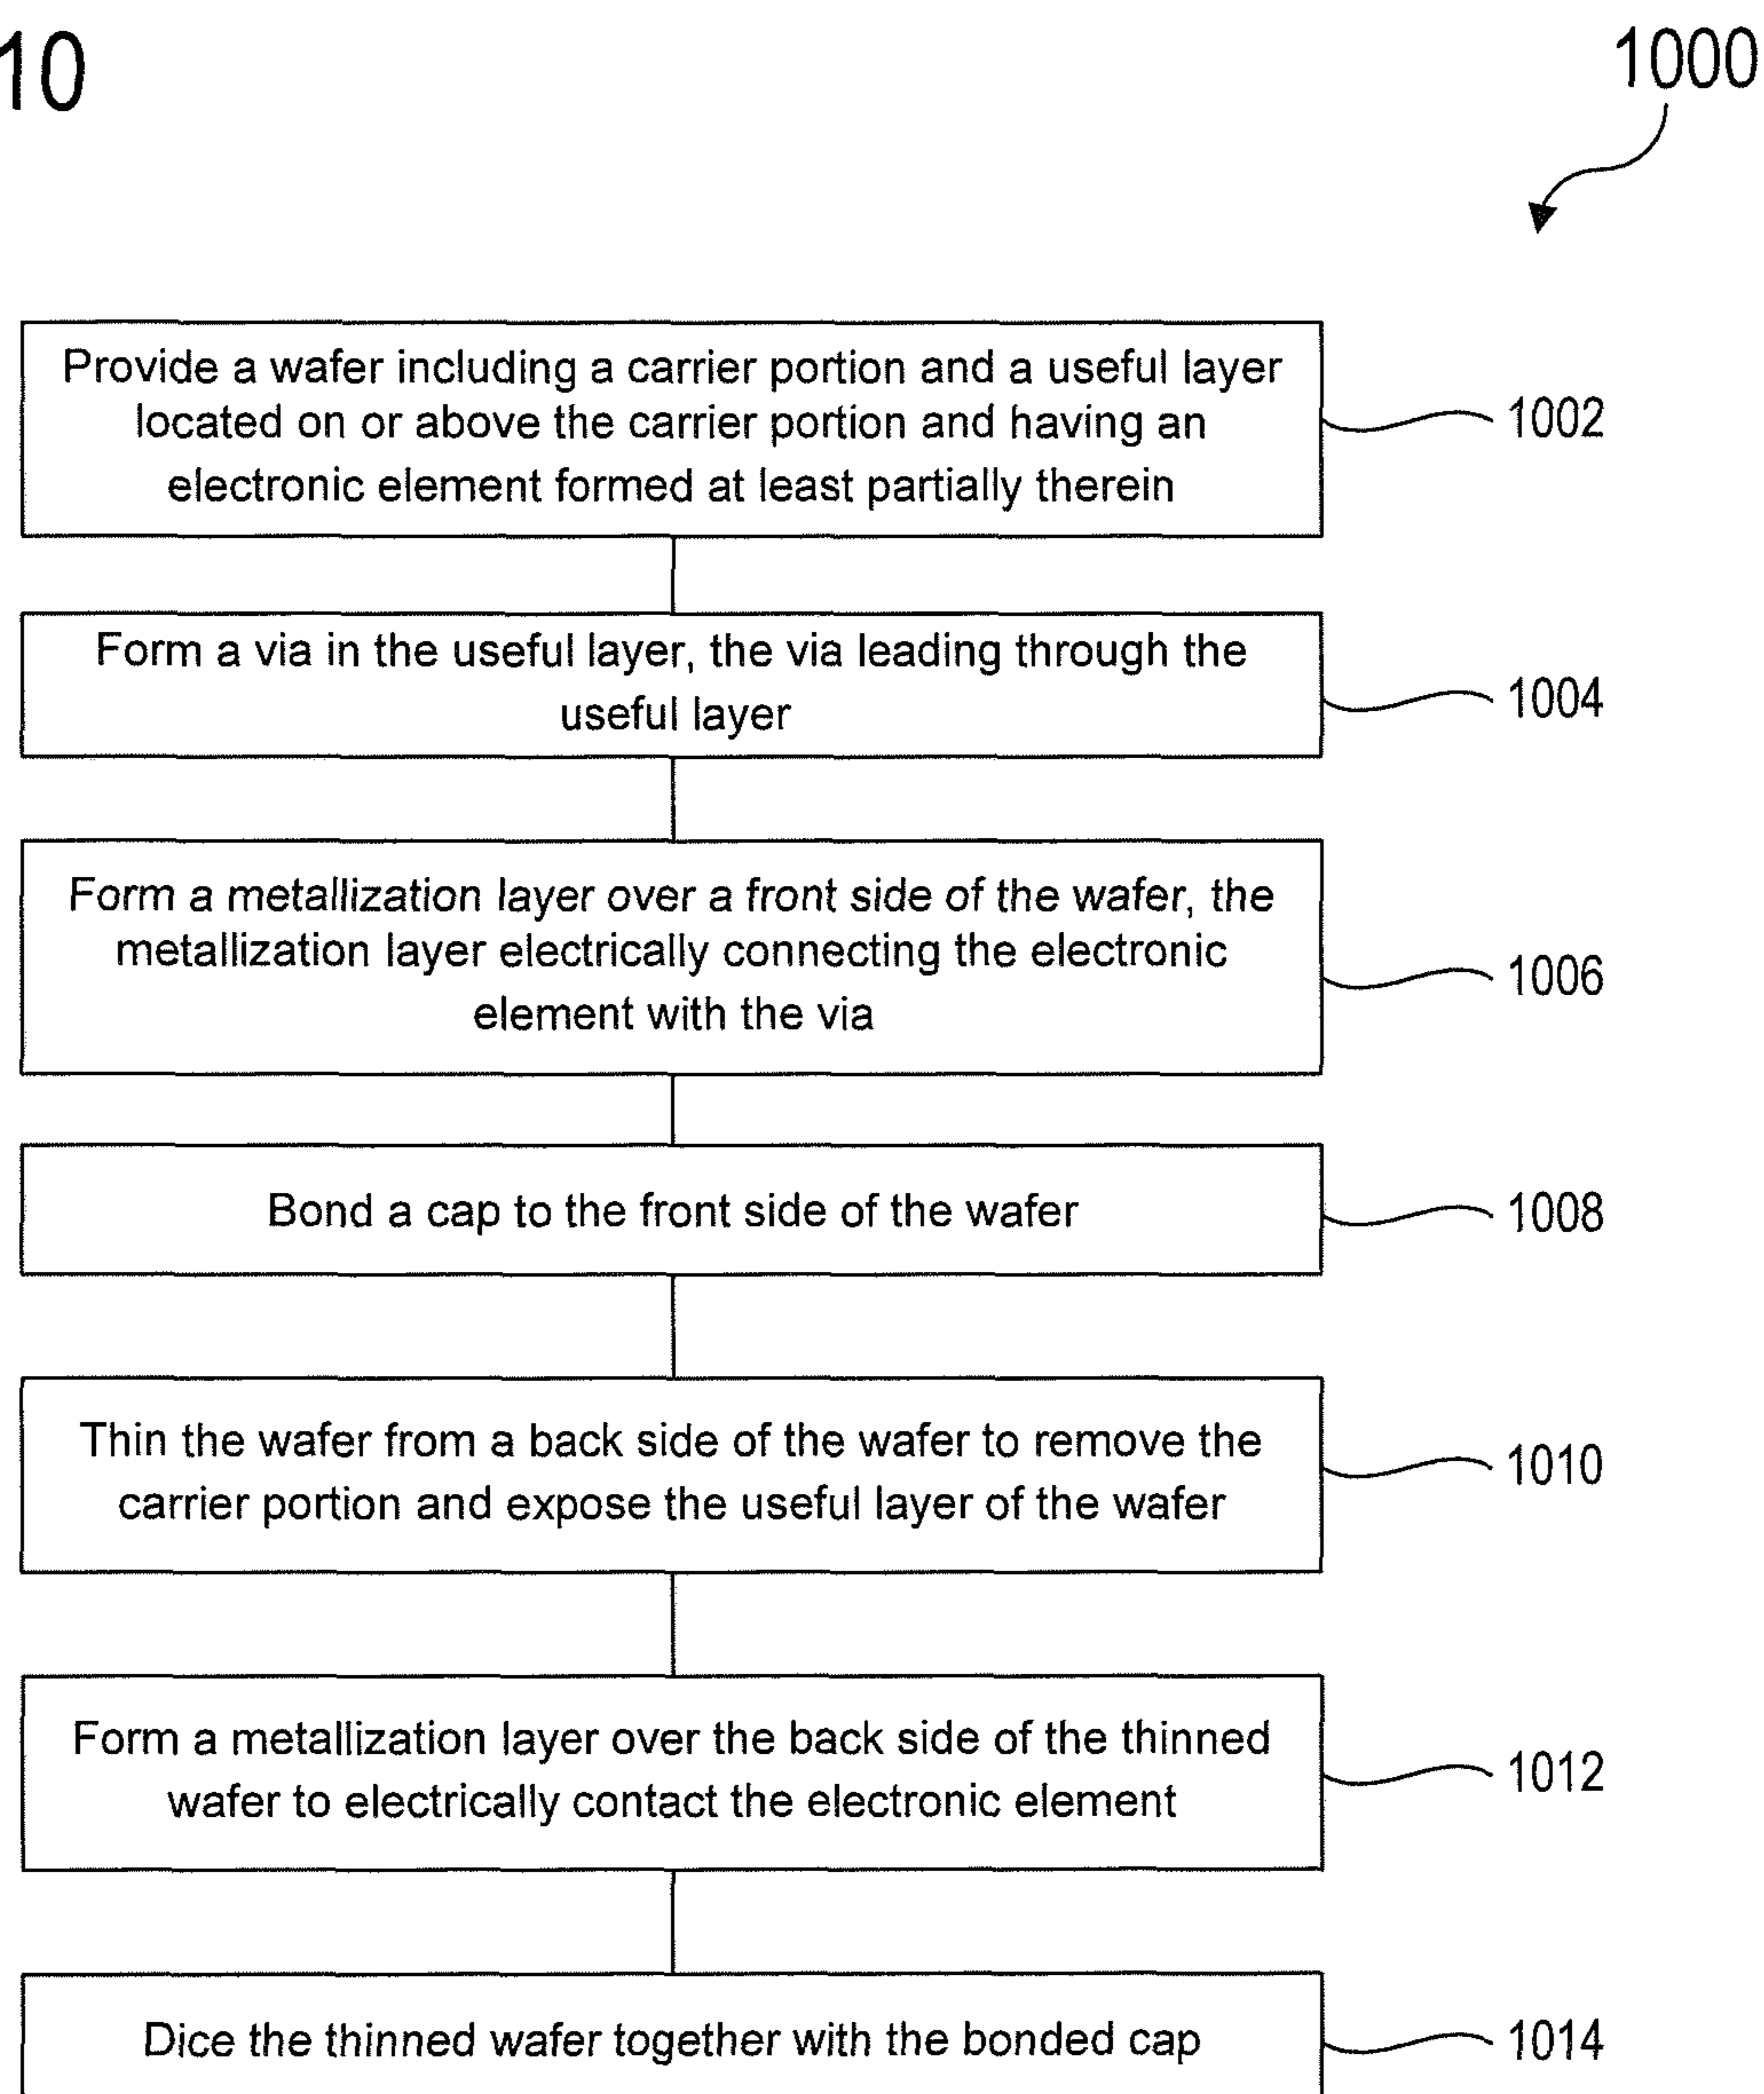 10
1000
Provide a wafer including a carrier portion and a useful layer
located on or above the carrier portion and having an
electronic element formed at least partially therein
1002
Form a via in the useful layer, the via leading through the
useful layer
1004
Form a metallization layer over a front side of the wafer, the
metallization layer electrically connecting the electronic
element with the via
1006
Bond a cap to the front side of the wafer
1008
Thin the wafer from a back side of the wafer to remove the
carrier portion and expose the useful layer of the wafer
1010
Form a metallization layer over the back side of the thinned
wafer to electrically contact the electronic element
1012
Dice the thinned wafer together with the bonded cap
1014